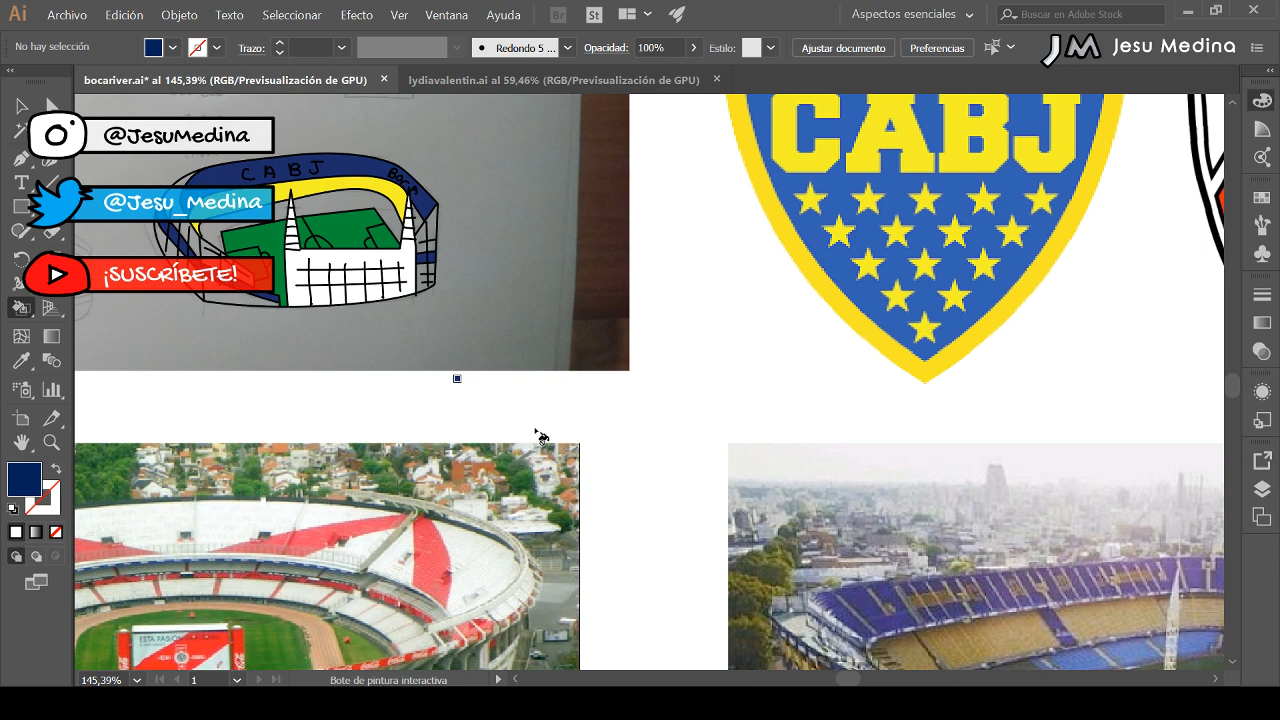 Ai Archivo Edición Objeto Texto Seleccionar Efecto Ver Ventana Ayuda Br St Aspectos esenciales Buscar en Adobe Stock
No hay selección Trazo: Redondo 5 ... Opacidad: 100% Estilo: Ajustar documento Preferencias JM Jesu Medina
bocariver.ai* al 145,39% (RGB/Previsualización de GPU) lydiavalentin.ai al 59,46% (RGB/Previsualización de GPU)
CABJ
@JesuMedina
CABJ BOCA
@Jesu_Medina
¡SUSCRÍBETE!
ESTA PASIÓN
Coca-Cola
145,39% 1 Bote de pintura interactiva